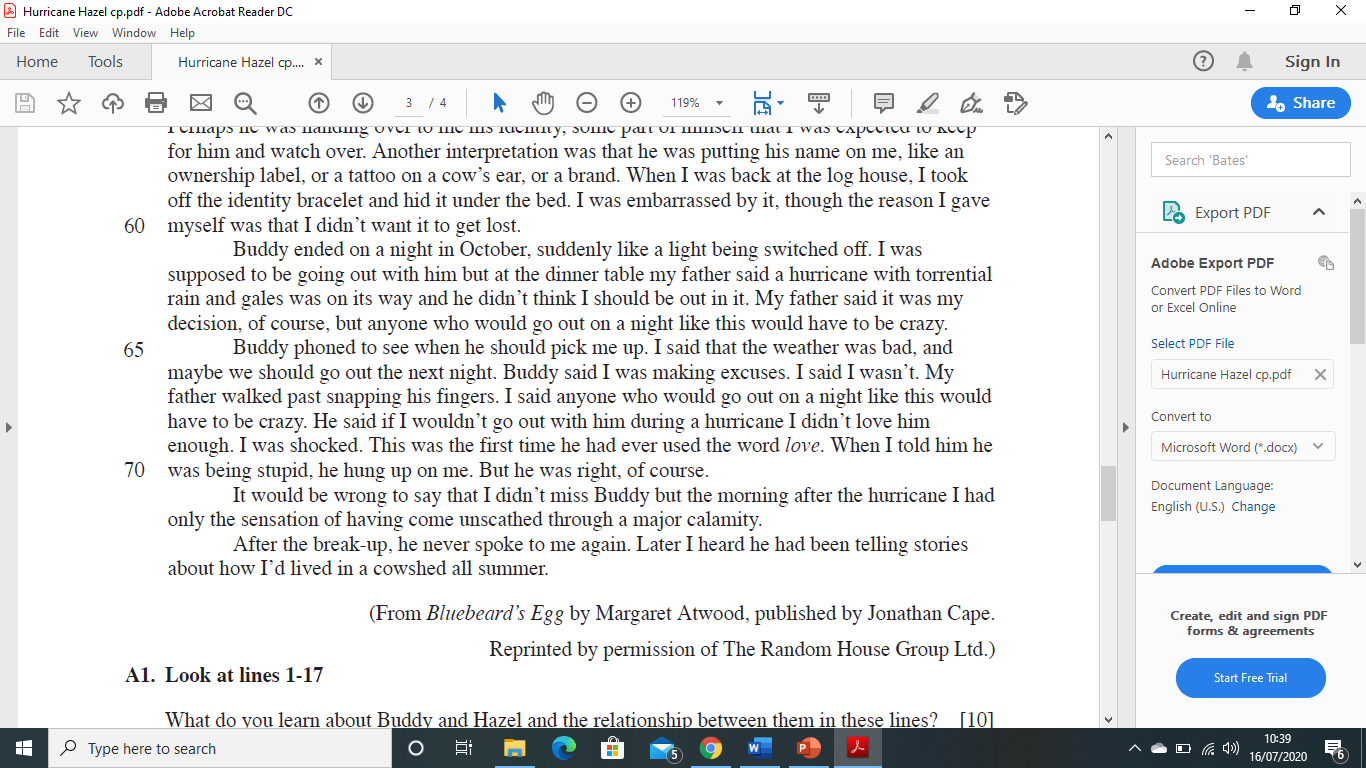 Hurricane Hazel cp.pdf - Adobe Acrobat Reader DC
File Edit View Window Help
Home Tools Hurricane Hazel cp.... × Sign In
3 / 4 119% Share
Perhaps he was handing over to me his identity, some part of himself that I was expected to keep
for him and watch over. Another interpretation was that he was putting his name on me, like an
ownership label, or a tattoo on a cow's ear, or a brand. When I was back at the log house, I took
off the identity bracelet and hid it under the bed. I was embarrassed by it, though the reason I gave
60 myself was that I didn't want it to get lost.
Buddy ended on a night in October, suddenly like a light being switched off. I was
supposed to be going out with him but at the dinner table my father said a hurricane with torrential
rain and gales was on its way and he didn't think I should be out in it. My father said it was my
decision, of course, but anyone who would go out on a night like this would have to be crazy.
65 Buddy phoned to see when he should pick me up. I said that the weather was bad, and
maybe we should go out the next night. Buddy said I was making excuses. I said I wasn't. My
father walked past snapping his fingers. I said anyone who would go out on a night like this would
have to be crazy. He said if I wouldn't go out with him during a hurricane I didn't love him
enough. I was shocked. This was the first time he had ever used the word love. When I told him he
70 was being stupid, he hung up on me. But he was right, of course.
It would be wrong to say that I didn't miss Buddy but the morning after the hurricane I had
only the sensation of having come unscathed through a major calamity.
After the break-up, he never spoke to me again. Later I heard he had been telling stories
about how I'd lived in a cowshed all summer.
(From Bluebeard's Egg by Margaret Atwood, published by Jonathan Cape.
Reprinted by permission of The Random House Group Ltd.)
A1. Look at lines 1-17
What do you learn about Buddy and Hazel and the relationship between them in these lines? [10]
Search 'Bates'
Export PDF
Adobe Export PDF
Convert PDF Files to Word
or Excel Online
Select PDF File
Hurricane Hazel cp.pdf
Convert to
Microsoft Word (*.docx)
Document Language:
English (U.S.) Change
Create, edit and sign PDF
forms & agreements
Start Free Trial
Type here to search
5
10:39
16/07/2020
6